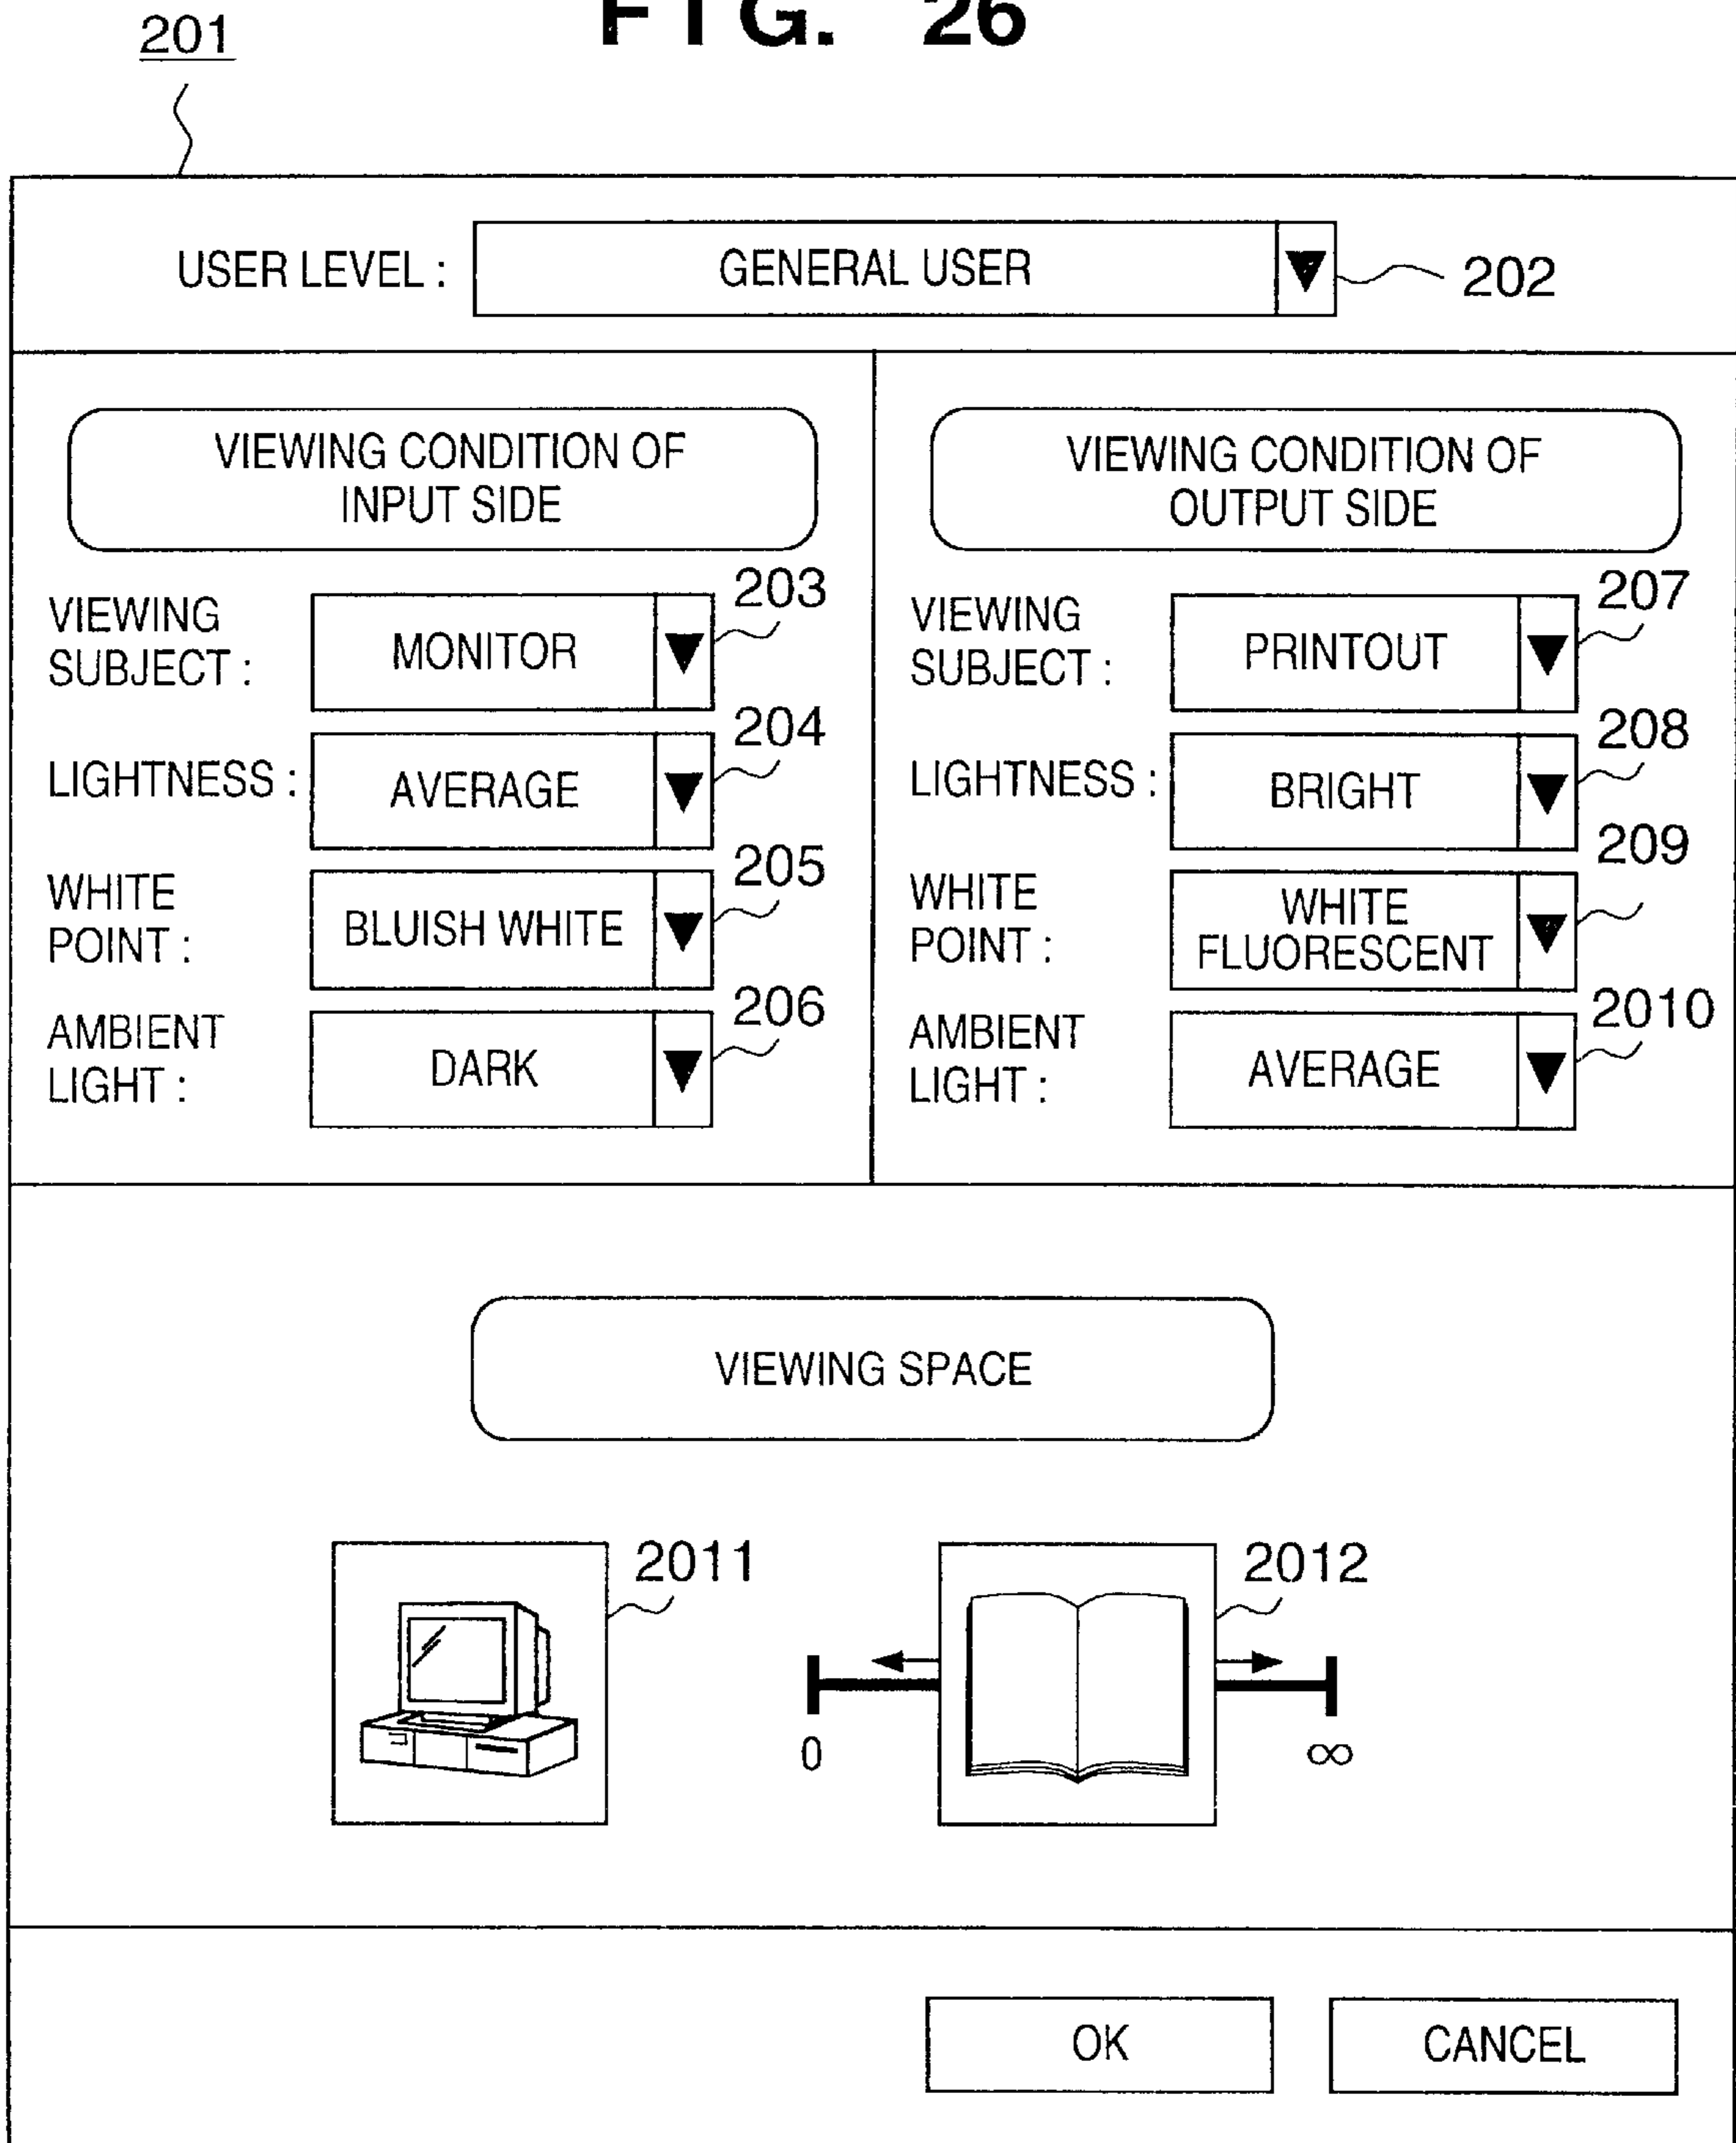 FIG. 26
201
USER LEVEL : GENERAL USER 202
VIEWING CONDITION OF
INPUT SIDE
VIEWING
SUBJECT : MONITOR 203
LIGHTNESS : AVERAGE 204
WHITE
POINT : BLUISH WHITE 205
AMBIENT
LIGHT : DARK 206
VIEWING CONDITION OF
OUTPUT SIDE
VIEWING
SUBJECT : PRINTOUT 207
LIGHTNESS : BRIGHT 208
WHITE
POINT : WHITE
FLUORESCENT 209
AMBIENT
LIGHT : AVERAGE 2010
VIEWING SPACE
2011
2012
0
∞
OK
CANCEL